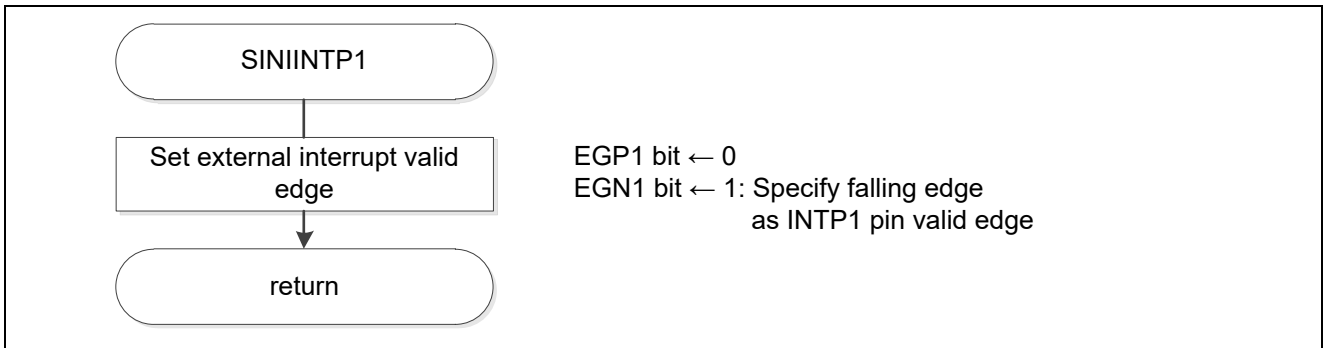 SINIINTP1
Set external interrupt valid
edge
EGP1 bit ← 0
EGN1 bit ← 1: Specify falling edge
as INTP1 pin valid edge
return